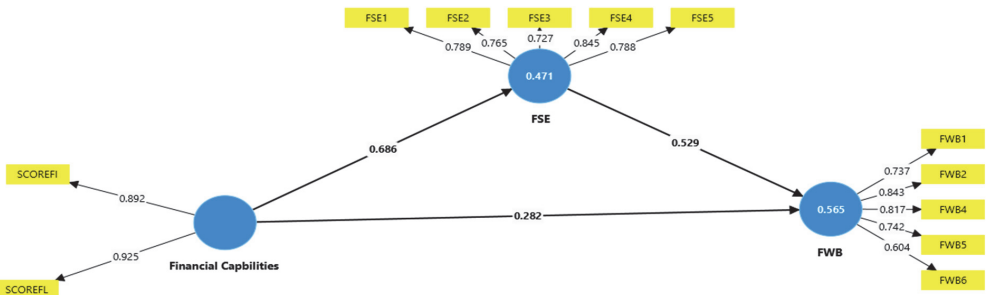 FSE1 FSE2 FSE3 FSE4 FSE5
0.789 0.765 0.727 0.845 0.788
0.471
FSE
0.686
0.529
SCOREFI
0.892
0.925
SCOREFL
Financial Capbilities
0.282
0.565
FWB
0.737
0.843
0.817
0.742
0.604
FWB1
FWB2
FWB4
FWB5
FWB6